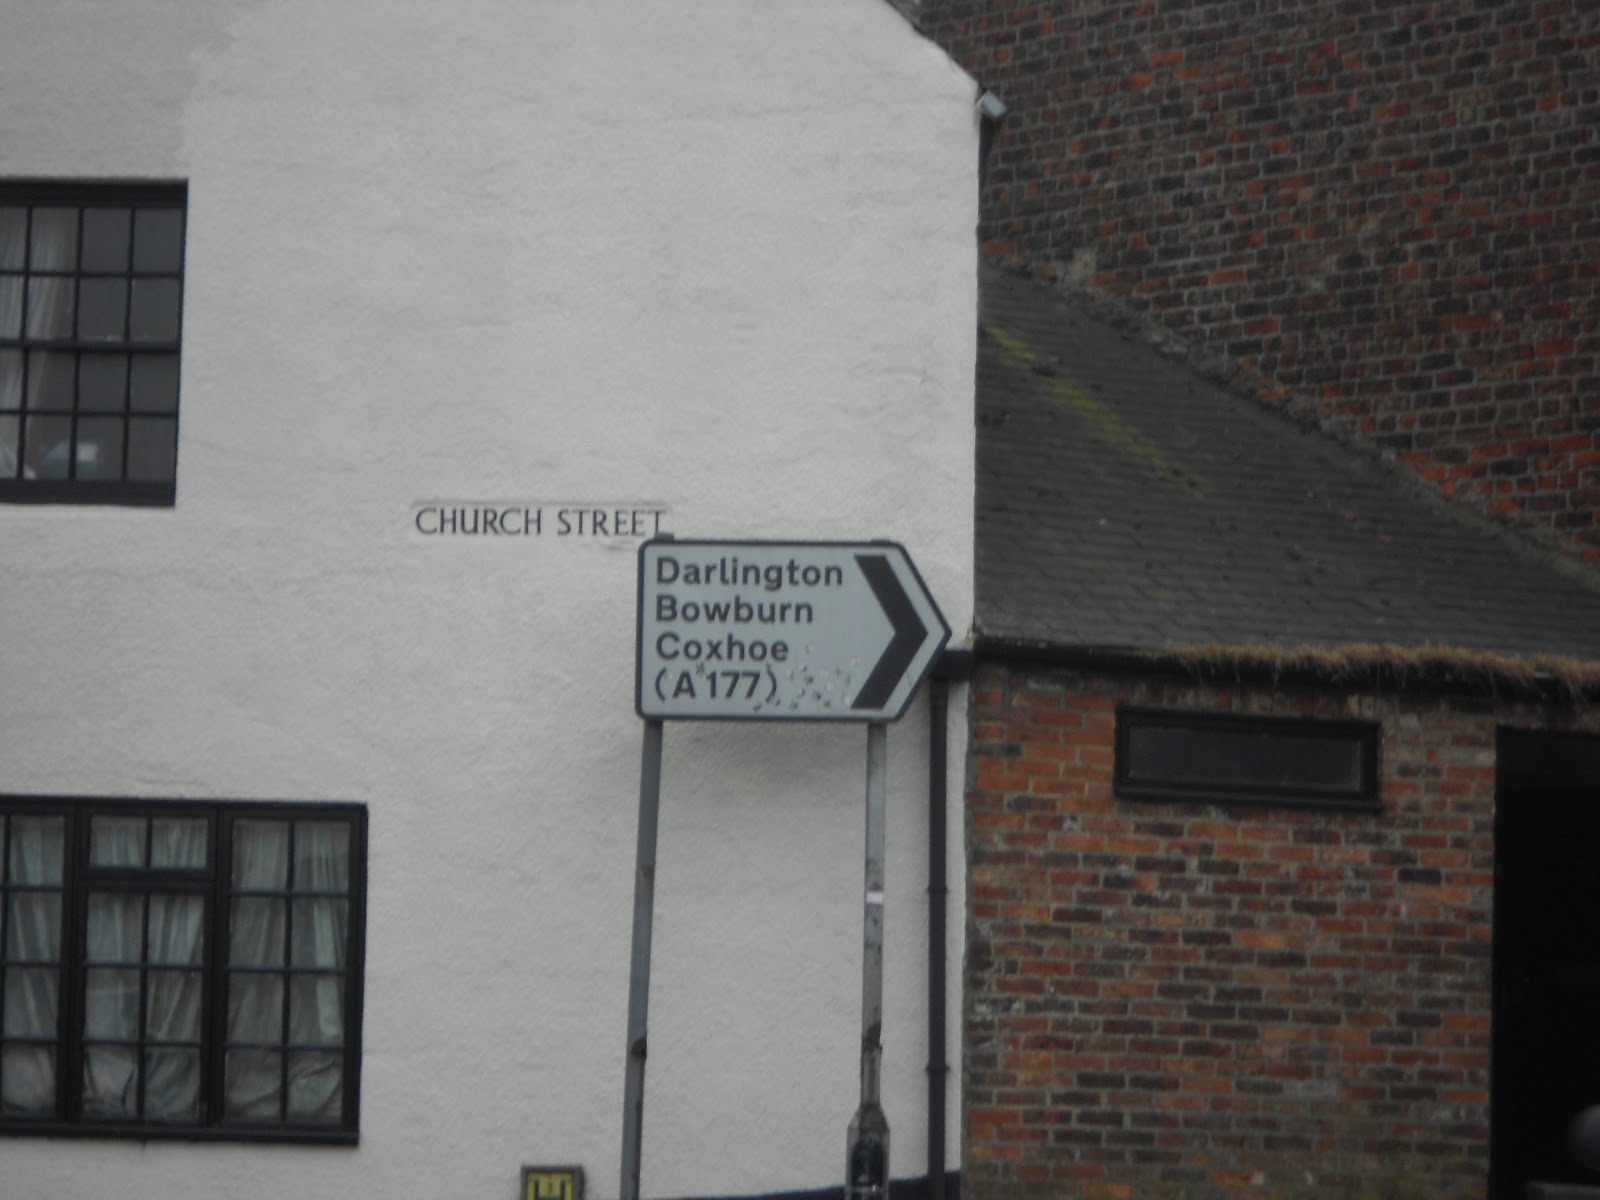 CHURCH STREET
Darlington
Bowburn
Coxhoe
(A 177)
H